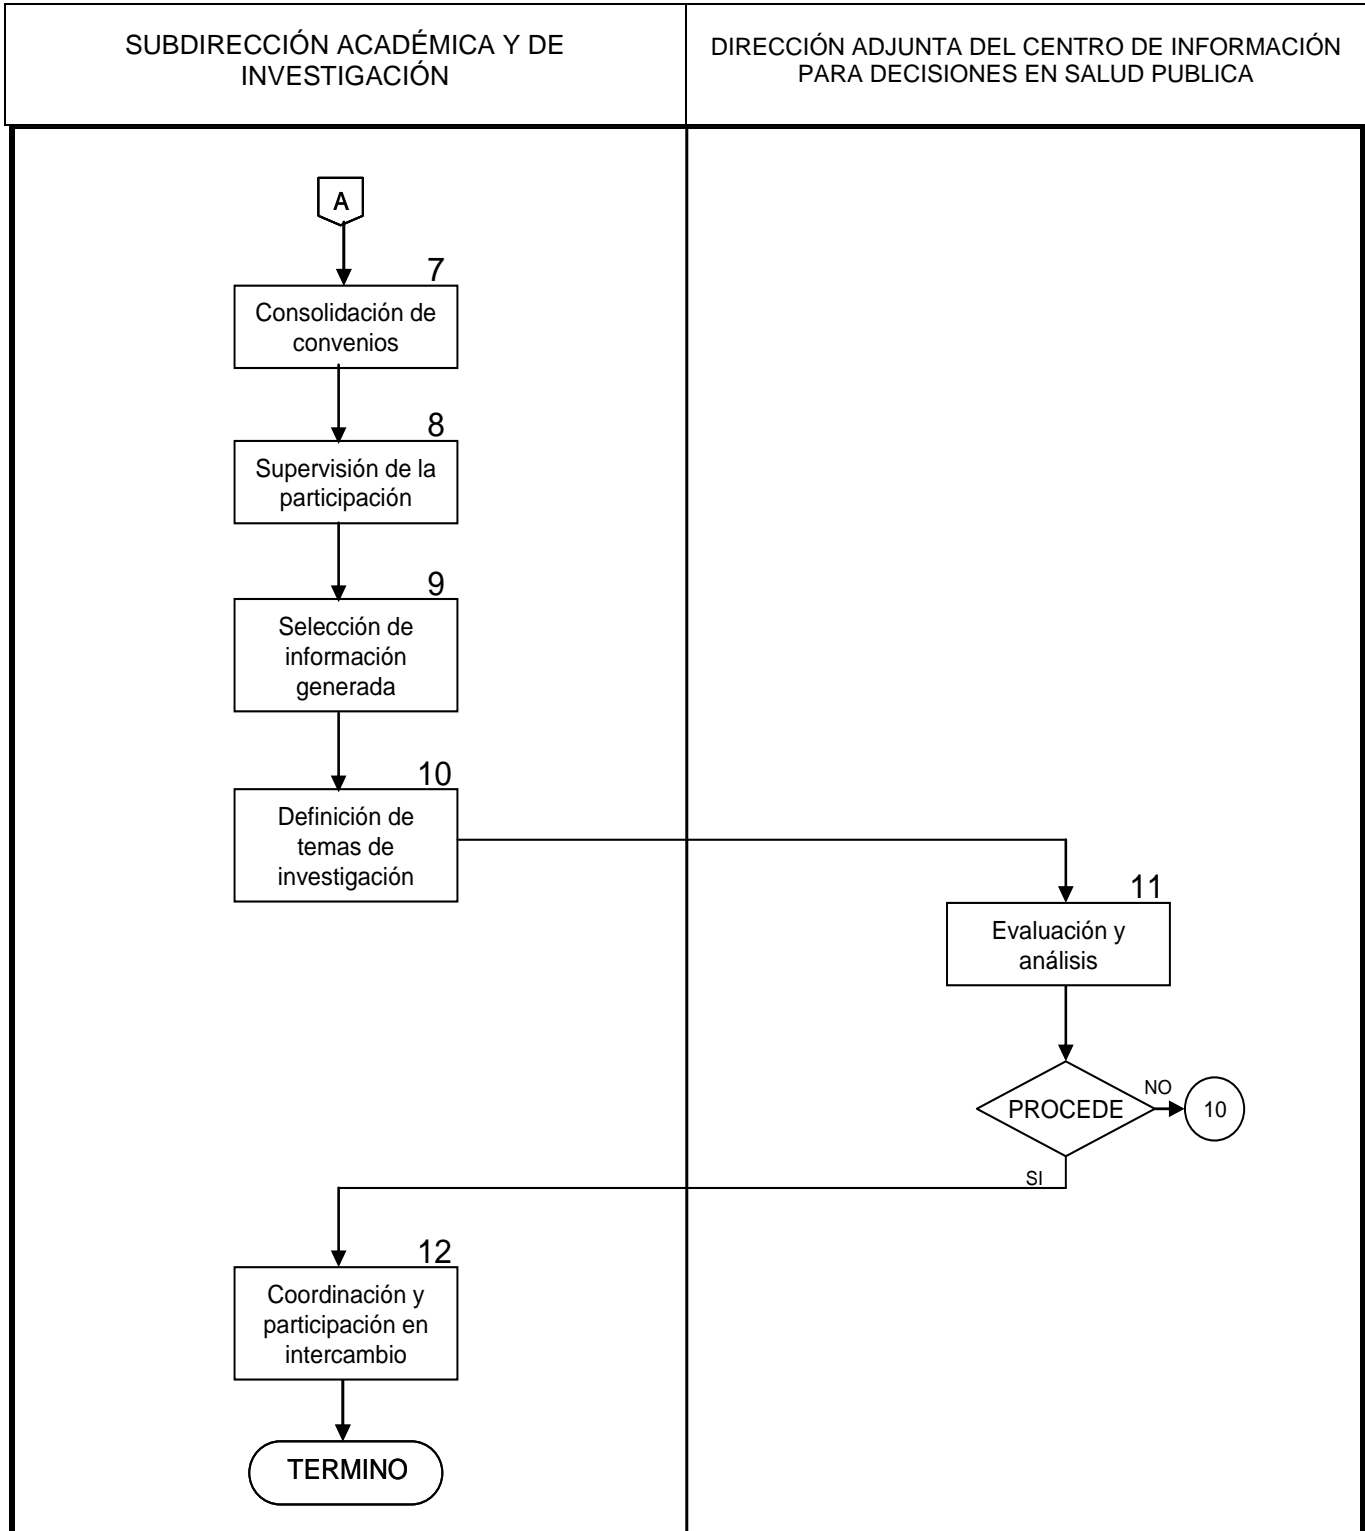 SUBDIRECCIÓN ACADÉMICA Y DE
INVESTIGACIÓN
DIRECCIÓN ADJUNTA DEL CENTRO DE INFORMACIÓN
PARA DECISIONES EN SALUD PUBLICA
A
7
Consolidación de
convenios
8
Supervisión de la
participación
9
Selección de
información
generada
10
Definición de
temas de
investigación
11
Evaluación y
análisis
PROCEDE
NO
10
SI
12
Coordinación y
participación en
intercambio
TERMINO